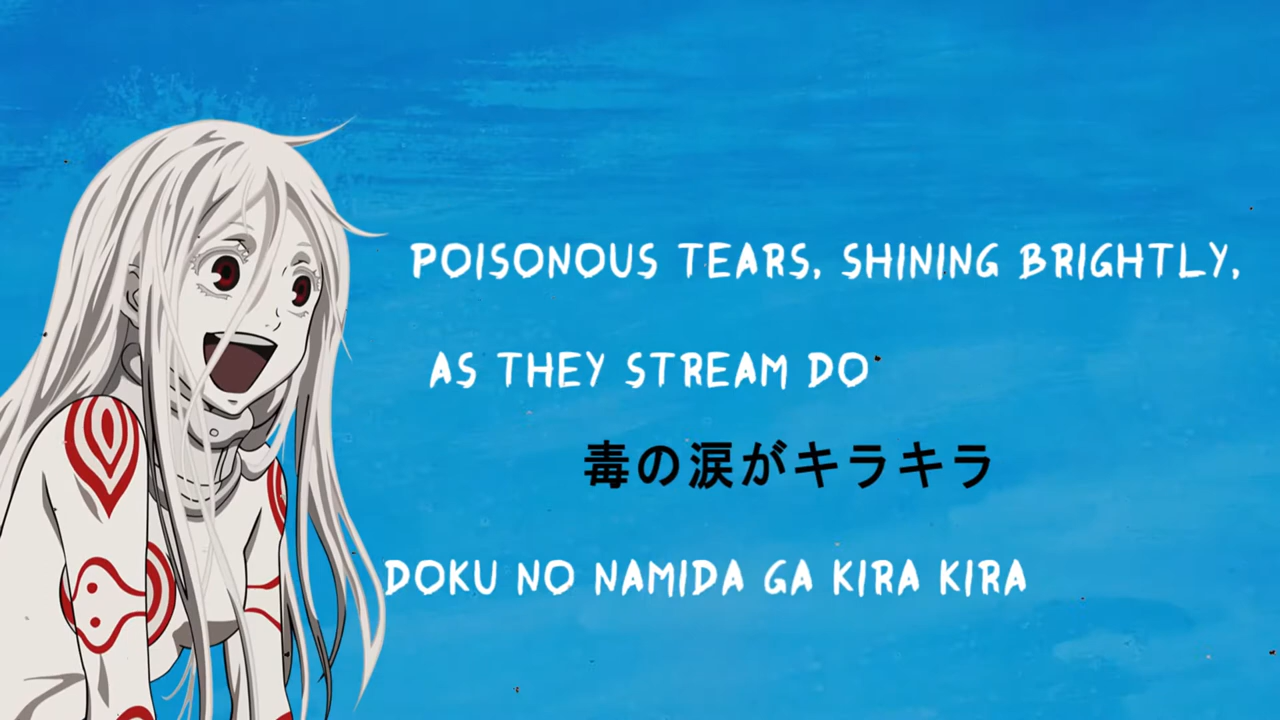 POISONOUS TEARS, SHINING BRIGHTLY,
AS THEY STREAM DO
毒の涙がキラキラ
DOKU NO NAMIDA GA KIRA KIRA